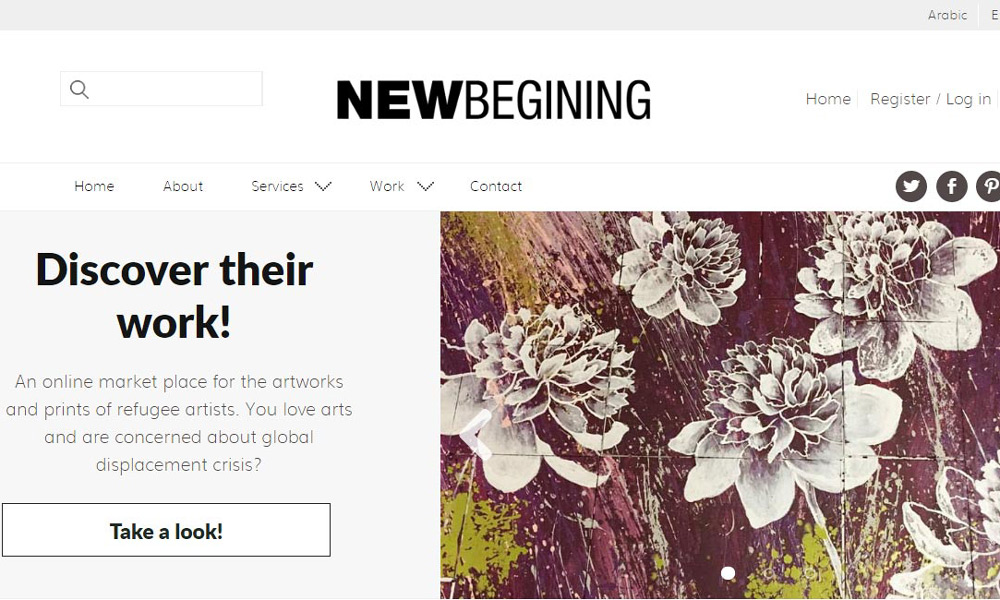 Arabic E
NEWBEGINING
Home Register / Log in
Home About Services Work Contact
Discover their
work!
An online market place for the artworks
and prints of refugee artists. You love arts
and are concerned about global
displacement crisis?
Take a look!